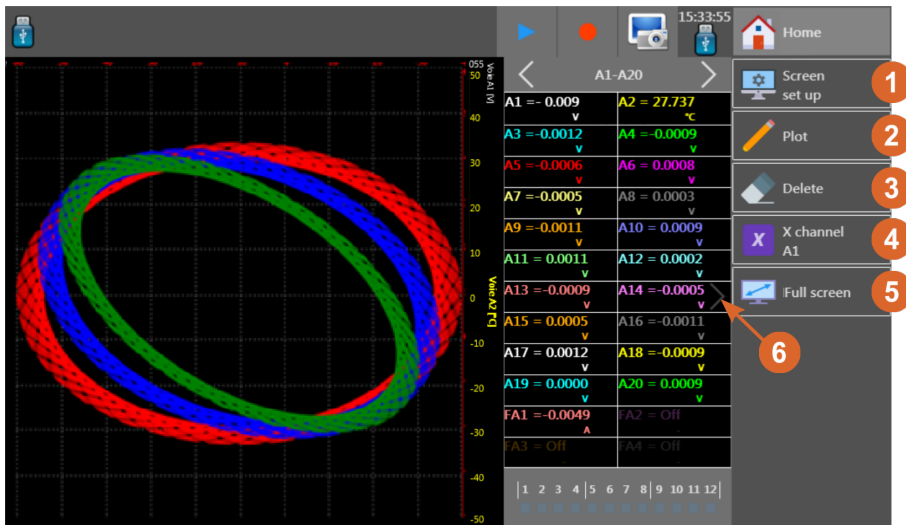 15:33:55
Home
055
VoieA1 [V]
50
40
30
20
10
0
-10
-20
-30
-40
-50
VoieA2 [°C]
A1-A20
A1 =- 0.009 V
A2 = 27.737 °C
A3 =-0.0012 V
A4 =-0.0009 V
A5 =-0.0006 V
A6 = 0.0008 V
A7 =-0.0005 V
A8 = 0.0003 V
A9 =-0.0011 V
A10 = 0.0009 V
A11 = 0.0011 V
A12 = 0.0002 V
A13 =-0.0009 V
A14 =-0.0005 V
A15 = 0.0005 V
A16 =-0.0011 V
A17 = 0.0012 V
A18 =-0.0009 V
A19 = 0.0000 V
A20 = 0.0009 V
FA1 =-0.0049 A
FA2 = Off
FA3 = Off
FA4 = Off
1 2 3 4 5 6 7 8 9 10 11 12
Screen
set up
1
Plot
2
Delete
3
X
X channel
A1
4
Full screen
5
6